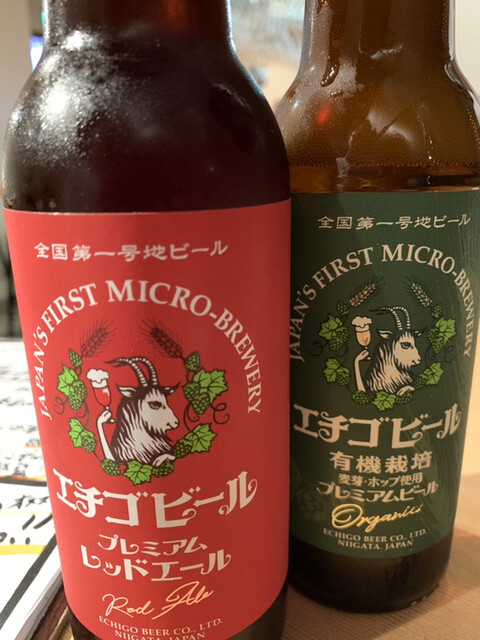 全国第一号地ビール
JAPAN'S FIRST MICRO-BREWERY
エチゴビール
プレミアム
レッドエール
Red Ale
ECHIGO BEER CO., LTD.
NIIGATA, JAPAN
全国第一号地ビール
JAPAN'S FIRST MICRO-BREWERY
エチゴビール
有機栽培
麦芽・ホップ使用
プレミアムビール
Organics
ECHIGO BEER CO., LTD.
NIIGATA, JAPAN